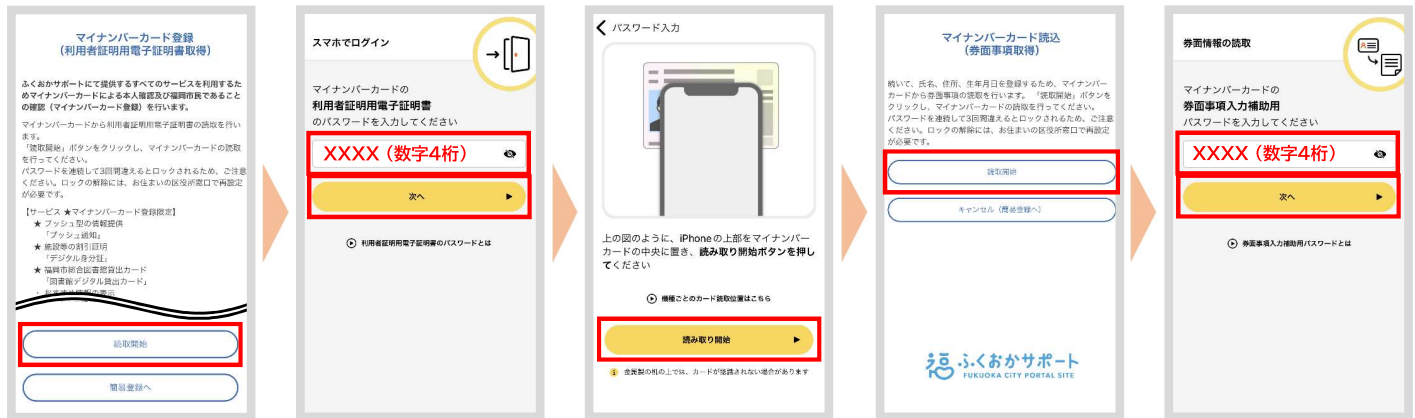 マイナンバーカード登録
（利用者証明用電子証明書取得）
ふくおかサポートにて提供するすべてのサービスを利用するた
めマイナンバーカードによる本人確認及び福岡市民であること
の確認（マイナンバーカード登録）を行います。
マイナンバーカードから利用者証明用電子証明書の読取を行い
ます。
「読取開始」ボタンをクリックし、マイナンバーカードの読取
を行ってください。
パスワードを連続して3回間違えるとロックされるため、ご注意
ください。ロックの解除には、お住まいの区役所窓口で再設定
が必要です。
【サービス ★マイナンバーカード登録限定】
★ プッシュ型の情報提供
「プッシュ通知」
★ 施設等の割引証明
「デジタル身分証」
★ 福岡市総合図書館貸出カード
「図書館デジタル貸出カード」
読取開始
簡易登録へ
スマホでログイン
マイナンバーカードの
利用者証明用電子証明書
のパスワードを入力してください
XXXX（数字4桁）
次へ
利用者証明用電子証明書のパスワードとは
パスワード入力
上の図のように、iPhoneの上部をマイナンバー
カードの中央に置き、読み取り開始ボタンを押し
てください
機種ごとのカード読取位置はこちら
読み取り開始
金属製の机の上では、カードが認識されない場合があります
マイナンバーカード読込
（券面事項取得）
続いて、氏名、住所、生年月日を登録するため、マイナンバー
カードから券面事項の読取を行います。「読取開始」ボタンを
クリックし、マイナンバーカードの読取を行ってください。
パスワードを連続して3回間違えるとロックされるため、ご注意
ください。ロックの解除には、お住まいの区役所窓口で再設定
が必要です。
読取開始
キャンセル（簡易登録へ）
ふくおかサポート
FUKUOKA CITY PORTAL SITE
券面情報の読取
マイナンバーカードの
券面事項入力補助用
パスワードを入力してください
XXXX（数字4桁）
次へ
券面事項入力補助用パスワードとは